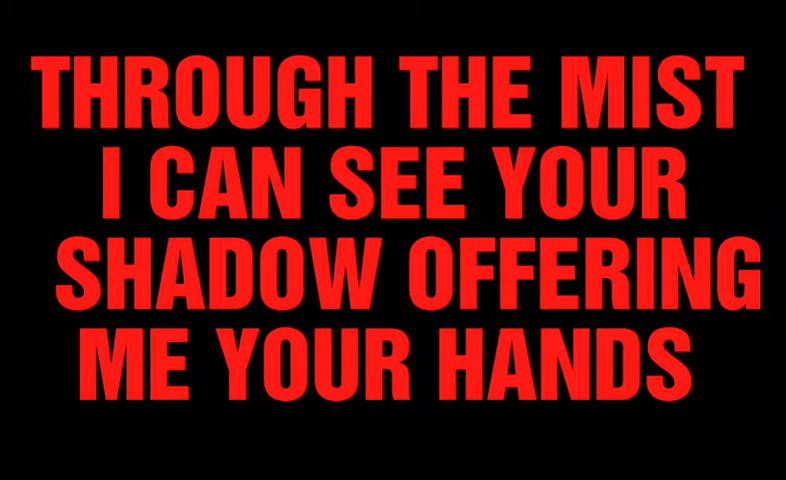 THROUGH THE MIST
I CAN SEE YOUR
SHADOW OFFERING
ME YOUR HANDS